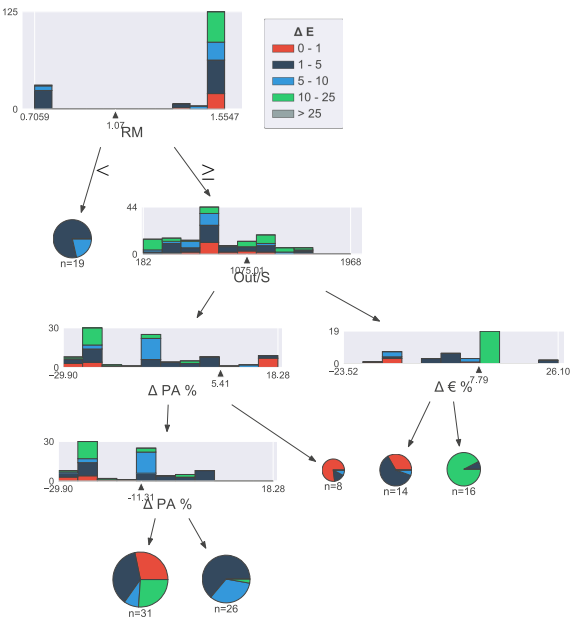 125
0
0.7059
1.07
1.5547
RM
Δ E
0 - 1
1 - 5
5 - 10
10 - 25
> 25
<
≥
n=19
44
0
182
1075.01
1968
Out/S
30
0
−29.90
5.41
18.28
Δ PA %
19
0
−23.52
7.79
26.10
Δ € %
30
0
−29.90
-11.31
18.28
Δ PA %
n=8
n=14
n=16
n=31
n=26